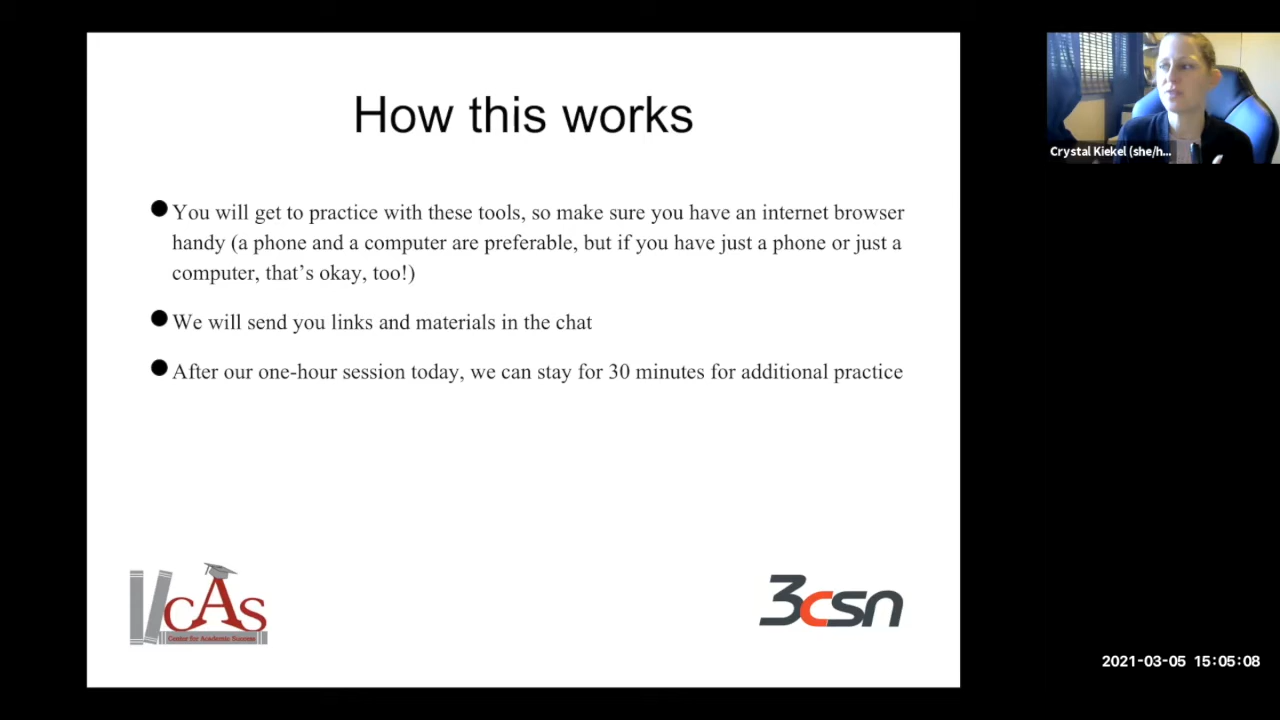 How this works
You will get to practice with these tools, so make sure you have an internet browser
handy (a phone and a computer are preferable, but if you have just a phone or just a
computer, that's okay, too!)
We will send you links and materials in the chat
After our one-hour session today, we can stay for 30 minutes for additional practice
cAs
Center for Academic Success
3csn
Crystal Kiekel (she/h...
2021-03-05 15:05:08